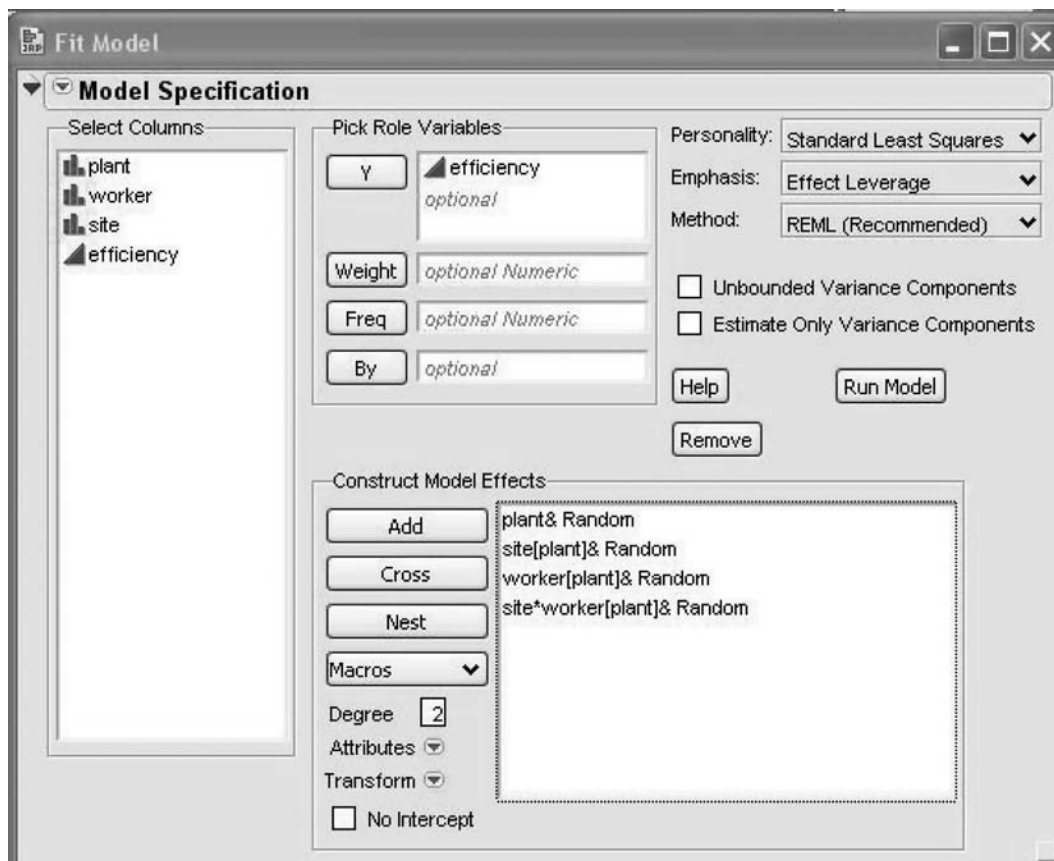 Fit Model
Model Specification
Select Columns
plant
worker
site
efficiency
Pick Role Variables
Y
efficiency
optional
Weight
optional Numeric
Freq
optional Numeric
By
optional
Personality:
Standard Least Squares
Emphasis:
Effect Leverage
Method:
REML (Recommended)
Unbounded Variance Components
Estimate Only Variance Components
Help
Run Model
Remove
Construct Model Effects
Add
Cross
Nest
Macros
Degree
2
Attributes
Transform
No Intercept
plant& Random
site[plant]& Random
worker[plant]& Random
site*worker[plant]& Random